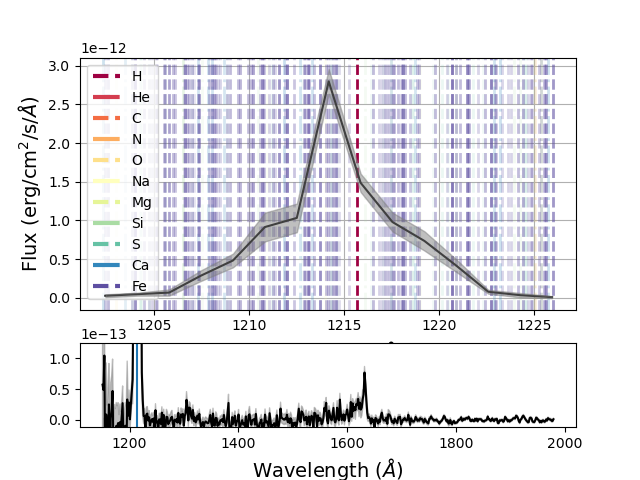 1e−12
3.0
2.5
2.0
1.5
1.0
0.5
0.0
Flux (erg/cm²/s/Å)
H
He
C
N
O
Na
Mg
Si
S
Ca
Fe
1205
1210
1215
1220
1225
1e−13
1.0
0.5
0.0
1200
1400
1600
1800
2000
Wavelength (Å)